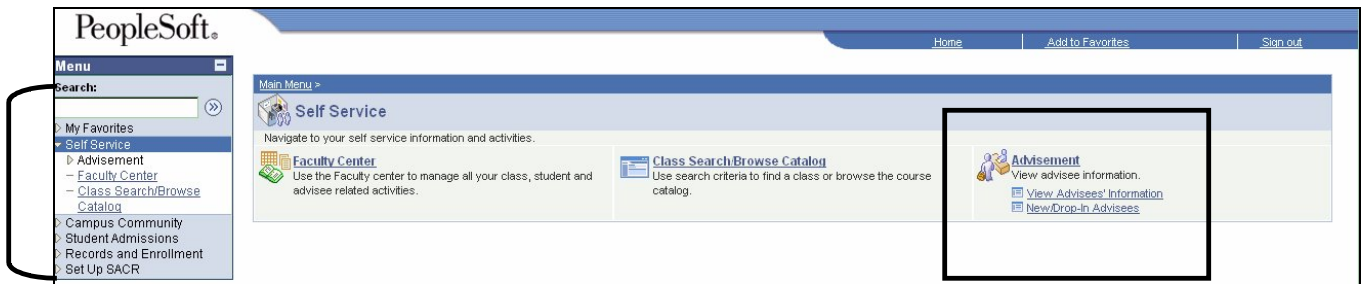 PeopleSoft®
Home
Add to Favorites
Sign out
Menu
Search:
My Favorites
Self Service
Advisement
Faculty Center
Class Search/Browse
Catalog
Campus Community
Student Admissions
Records and Enrollment
Set Up SACR
Main Menu >
Self Service
Navigate to your self service information and activities.
Faculty Center
Use the Faculty center to manage all your class, student and
advisee related activities.
Class Search/Browse Catalog
Use search criteria to find a class or browse the course
catalog.
Advisement
View advisee information.
View Advisees' Information
New/Drop-In Advisees